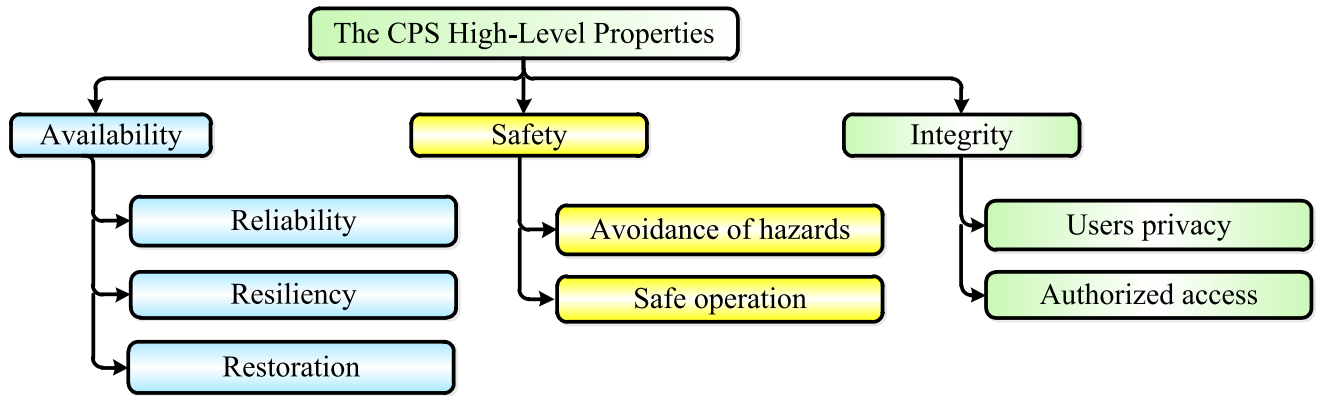 The CPS High-Level Properties
Availability
Safety
Integrity
Reliability
Resiliency
Restoration
Avoidance of hazards
Safe operation
Users privacy
Authorized access